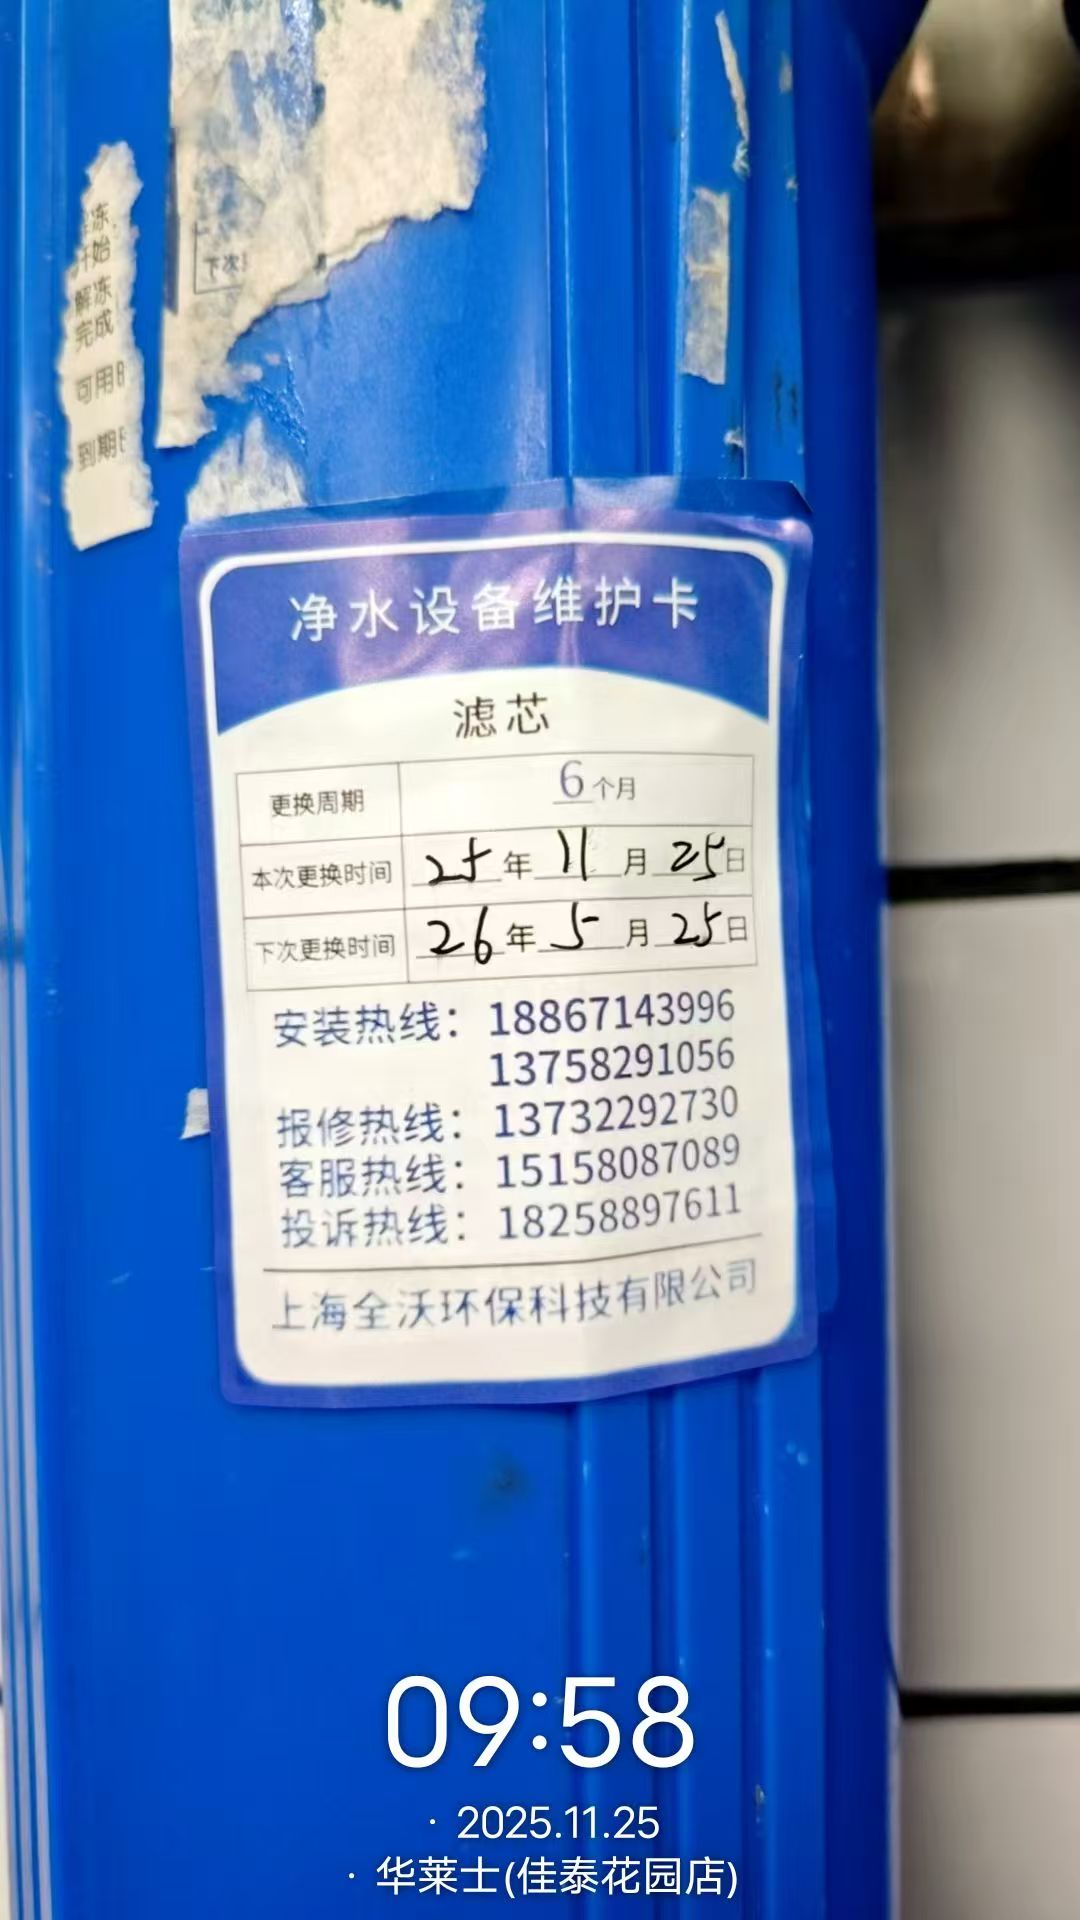 冻
开始
解冻
完成
可用时
到期时
净水设备维护卡
滤芯
更换周期 6个月
本次更换时间 25年11月25日
下次更换时间 26年5月25日
安装热线：18867143996
13758291056
报修热线：13732292730
客服热线：15158087089
投诉热线：18258897611
上海全沃环保科技有限公司
09:58
· 2025.11.25
· 华莱士(佳泰花园店)